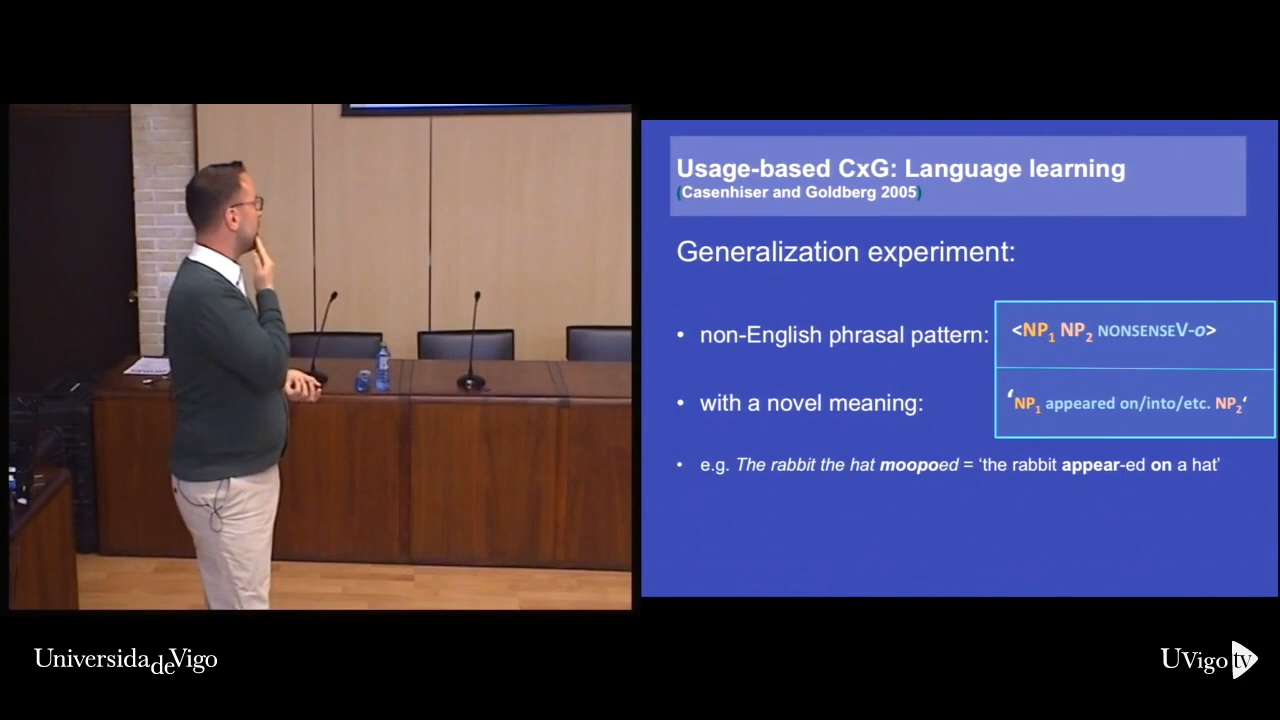 Usage-based CxG: Language learning
(Casenhiser and Goldberg 2005)
Generalization experiment:
• non-English phrasal pattern:
<NP1 NP2 NONSENSEV-o>
• with a novel meaning:
‘NP1 appeared on/into/etc. NP2‘
• e.g. The rabbit the hat moopoed = ‘the rabbit appear-ed on a hat’
UniversidadeVigo
UVigo tv